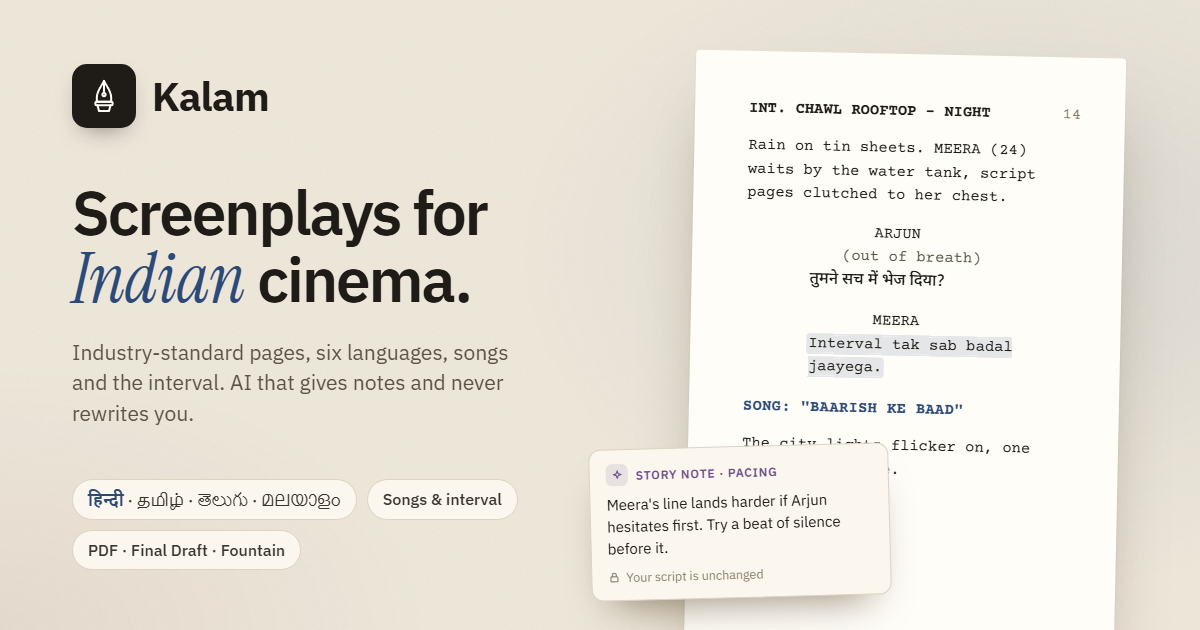 Kalam
Screenplays for
Indian cinema.
Industry-standard pages, six languages, songs
and the interval. AI that gives notes and never
rewrites you.
हिन्दी · தமிழ் · తెలుగు · മലയാളം
Songs & interval
PDF · Final Draft · Fountain
INT. CHAWL ROOFTOP – NIGHT 14
Rain on tin sheets. MEERA (24)
waits by the water tank, script
pages clutched to her chest.
ARJUN
(out of breath)
तुमने सच में भेज दिया?
MEERA
Interval tak sab badal
jaayega.
SONG: "BAARISH KE BAAD"
The city lights flicker on, one
STORY NOTE · PACING
Meera's line lands harder if Arjun
hesitates first. Try a beat of silence
before it.
Your script is unchanged